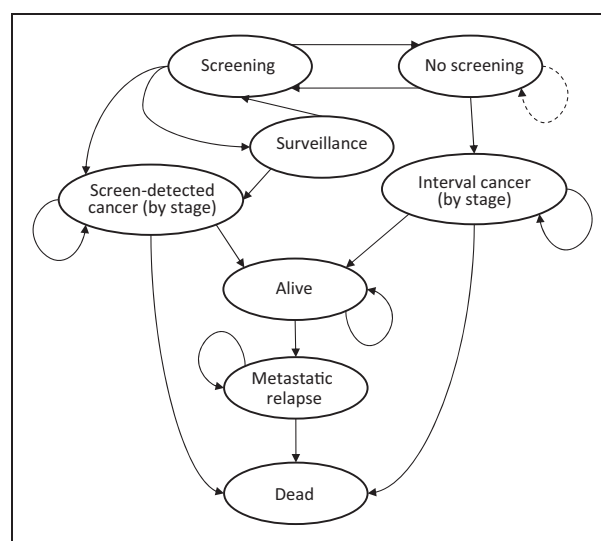 Screening
No screening
Surveillance
Screen-detected
cancer (by stage)
Interval cancer
(by stage)
Alive
Metastatic
relapse
Dead